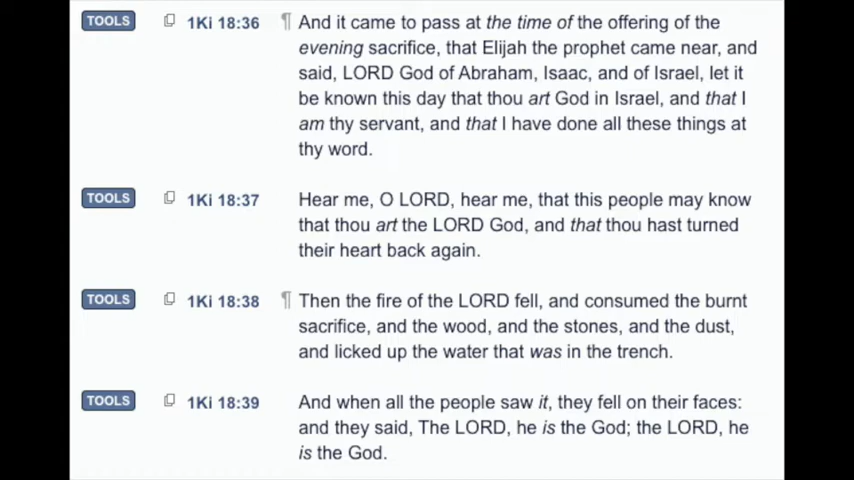 TOOLS 1Ki 18:36 ¶ And it came to pass at the time of the offering of the
evening sacrifice, that Elijah the prophet came near, and
said, LORD God of Abraham, Isaac, and of Israel, let it
be known this day that thou art God in Israel, and that I
am thy servant, and that I have done all these things at
thy word.
TOOLS 1Ki 18:37 Hear me, O LORD, hear me, that this people may know
that thou art the LORD God, and that thou hast turned
their heart back again.
TOOLS 1Ki 18:38 ¶ Then the fire of the LORD fell, and consumed the burnt
sacrifice, and the wood, and the stones, and the dust,
and licked up the water that was in the trench.
TOOLS 1Ki 18:39 And when all the people saw it, they fell on their faces:
and they said, The LORD, he is the God; the LORD, he
is the God.